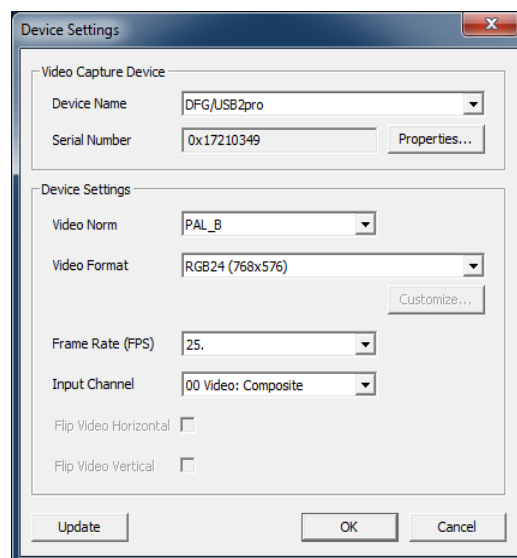 Device Settings
Video Capture Device
Device Name DFG/USB2pro
Serial Number 0x17210349 Properties...
Device Settings
Video Norm PAL_B
Video Format RGB24 (768x576)
Customize...
Frame Rate (FPS) 25.
Input Channel 00 Video: Composite
Flip Video Horizontal
Flip Video Vertical
Update OK Cancel